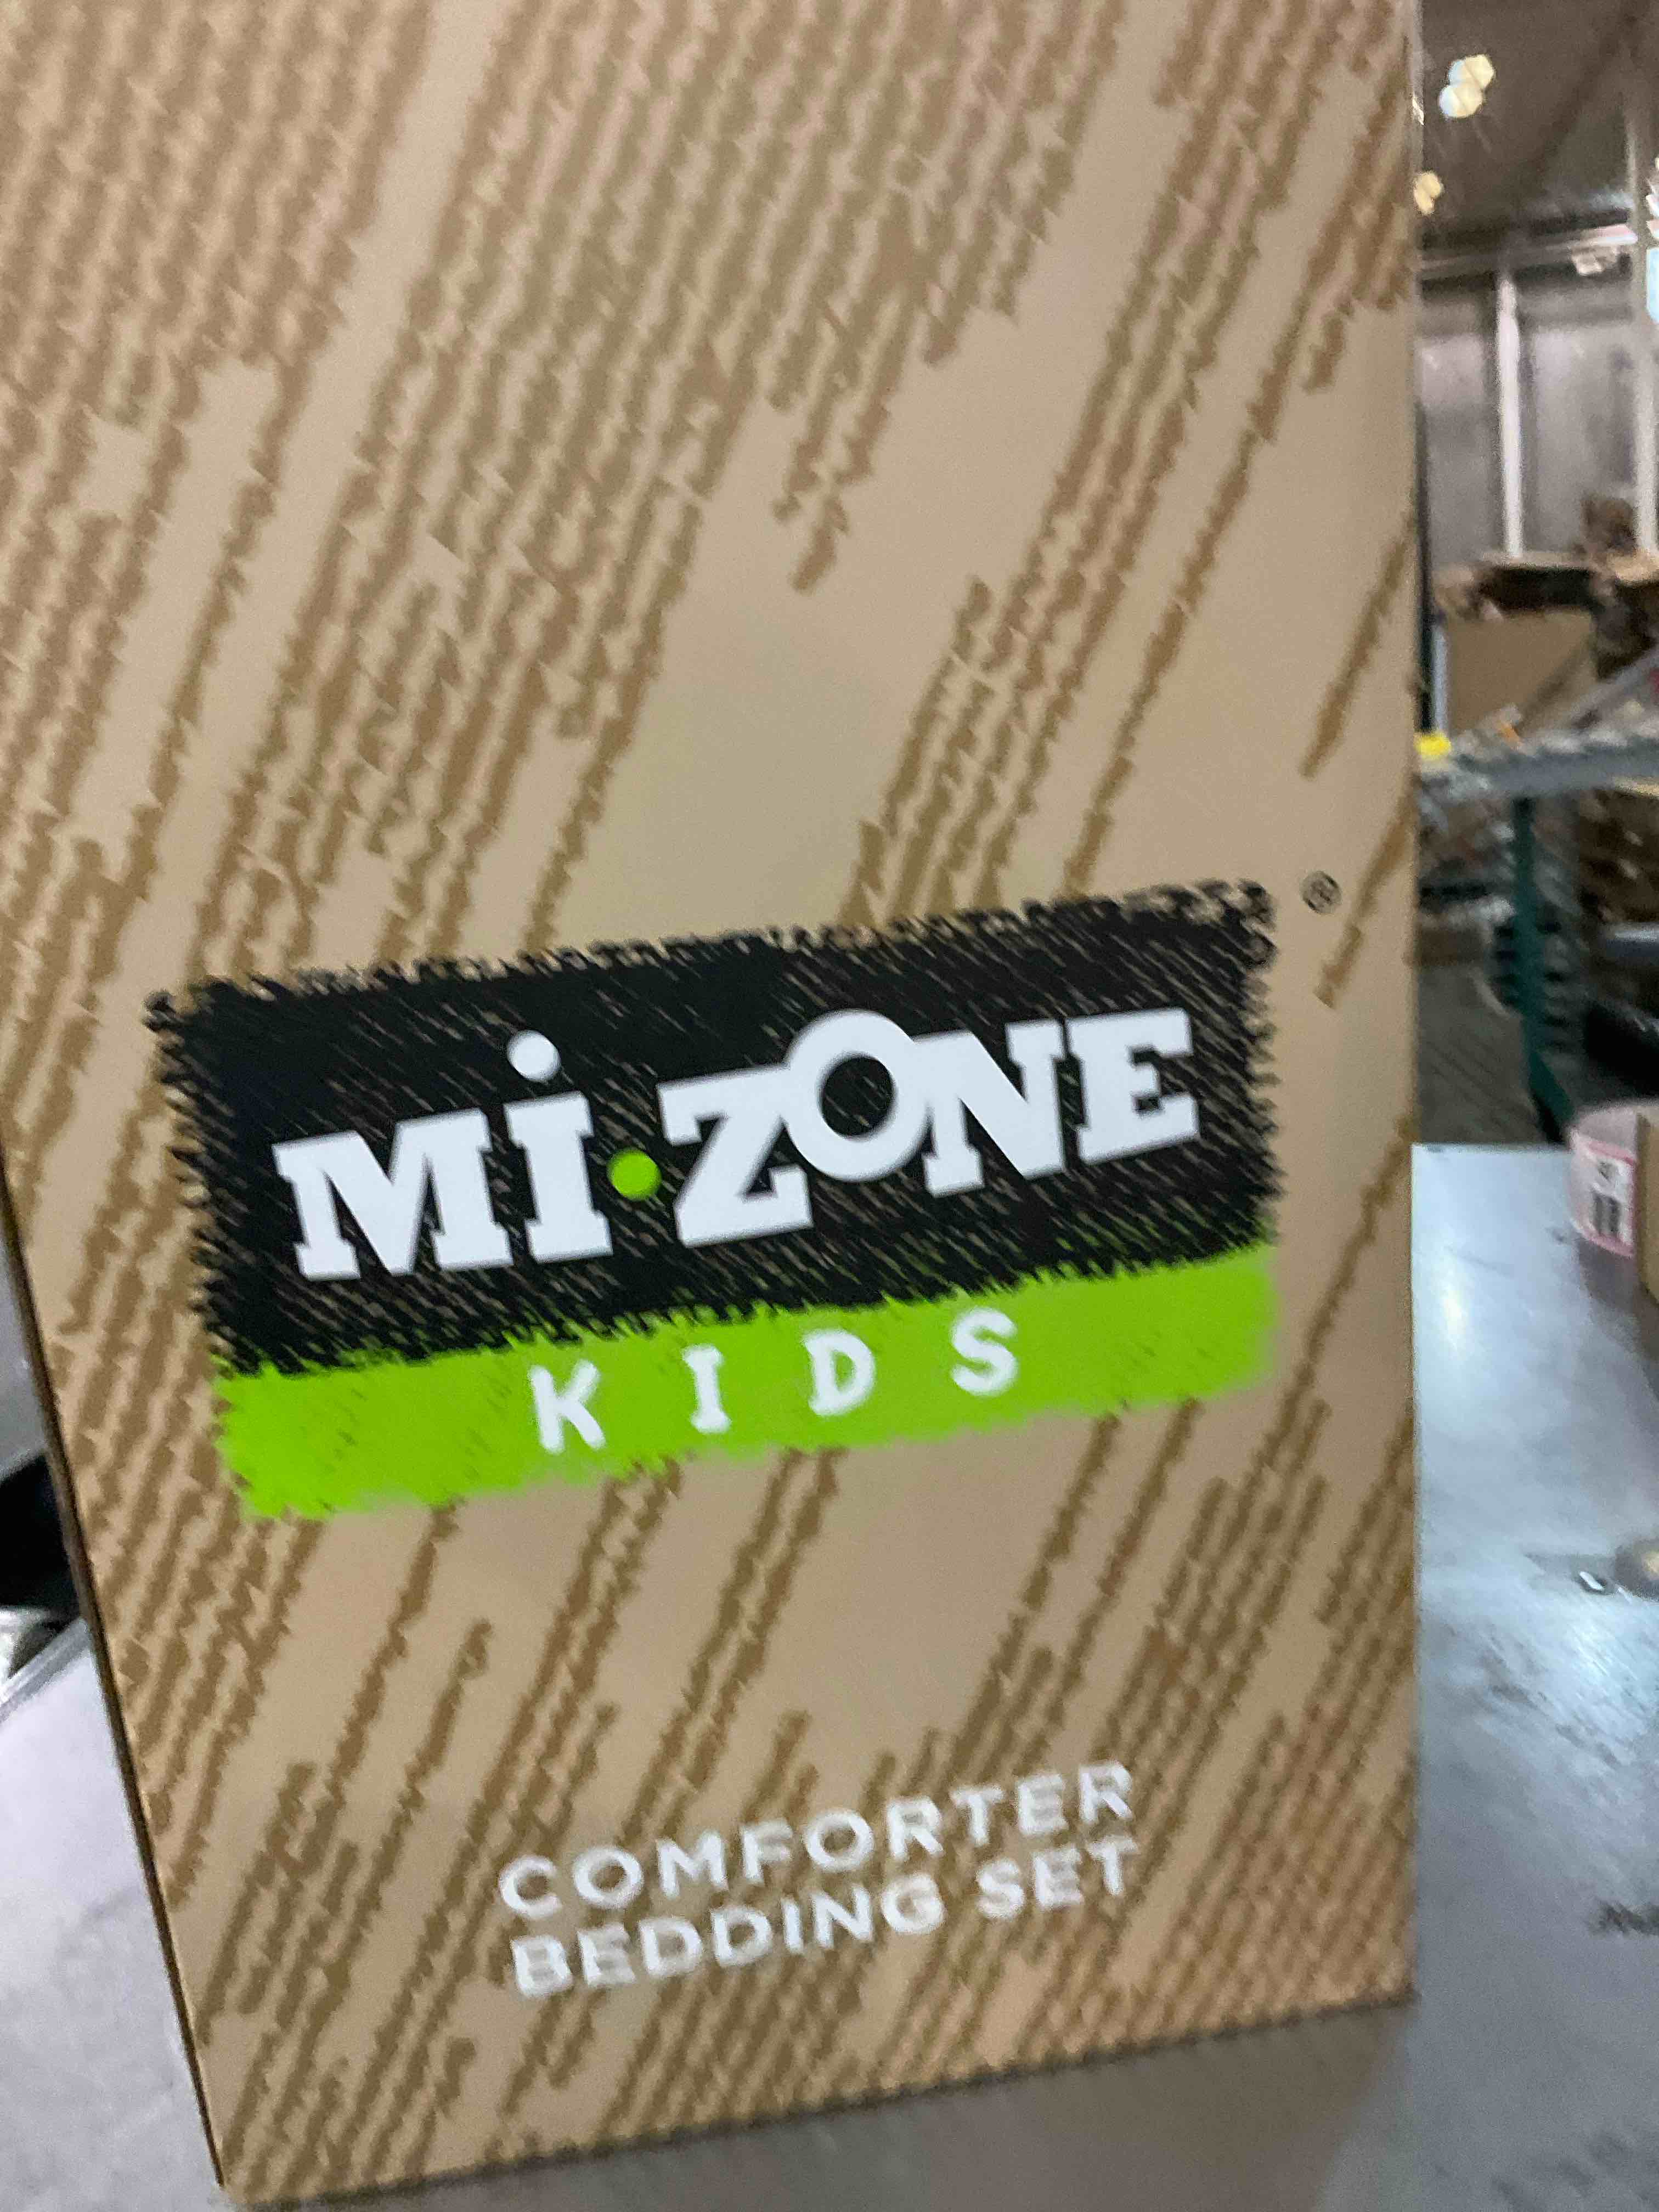 Mi•ZONE ®
KIDS
COMFORTER
BEDDING SET